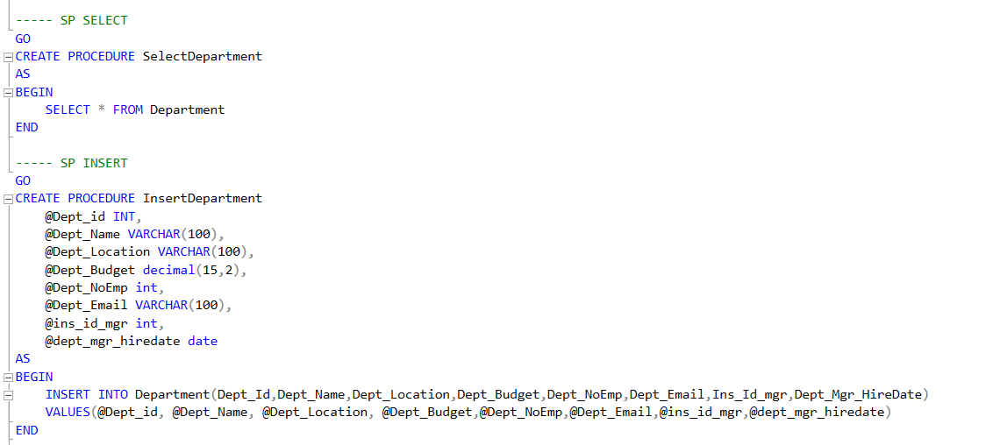 ----- SP SELECT
GO
CREATE PROCEDURE SelectDepartment
AS
BEGIN
    SELECT * FROM Department
END

----- SP INSERT
GO
CREATE PROCEDURE InsertDepartment
    @Dept_id INT,
    @Dept_Name VARCHAR(100),
    @Dept_Location VARCHAR(100),
    @Dept_Budget decimal(15,2),
    @Dept_NoEmp int,
    @Dept_Email VARCHAR(100),
    @ins_id_mgr int,
    @dept_mgr_hiredate date
AS
BEGIN
    INSERT INTO Department(Dept_Id,Dept_Name,Dept_Location,Dept_Budget,Dept_NoEmp,Dept_Email,Ins_Id_mgr,Dept_Mgr_HireDate)
    VALUES(@Dept_id, @Dept_Name, @Dept_Location, @Dept_Budget,@Dept_NoEmp,@Dept_Email,@ins_id_mgr,@dept_mgr_hiredate)
END